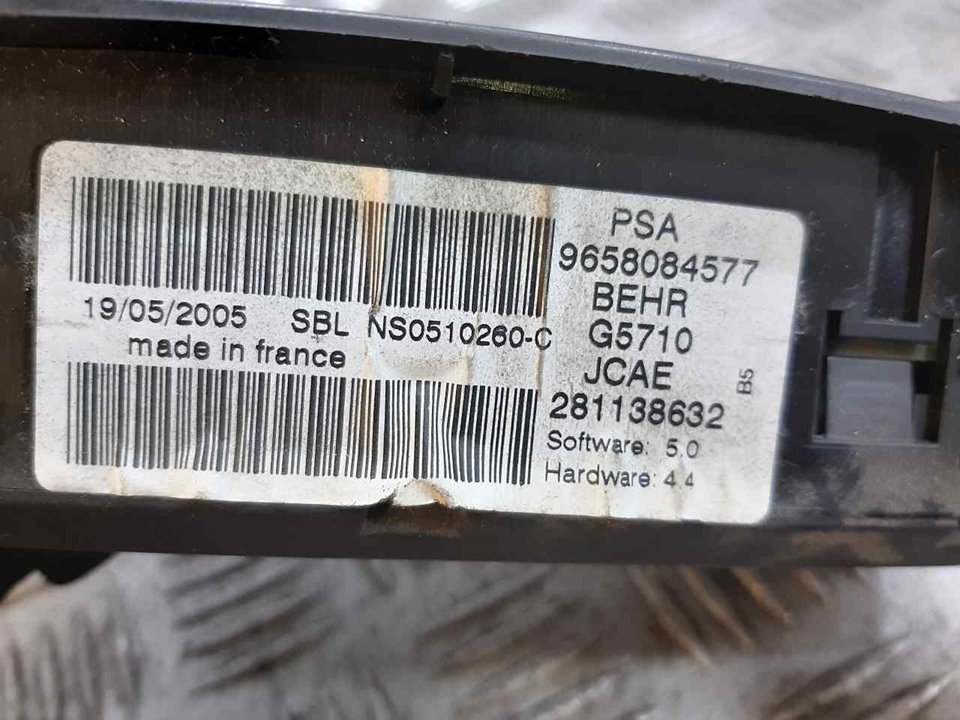 PSA
9658084577
BEHR
G5710
JCAE
281138632
B5
Software: 5.0
Hardware: 4.4
19/05/2005 SBL NS0510260-C
made in france